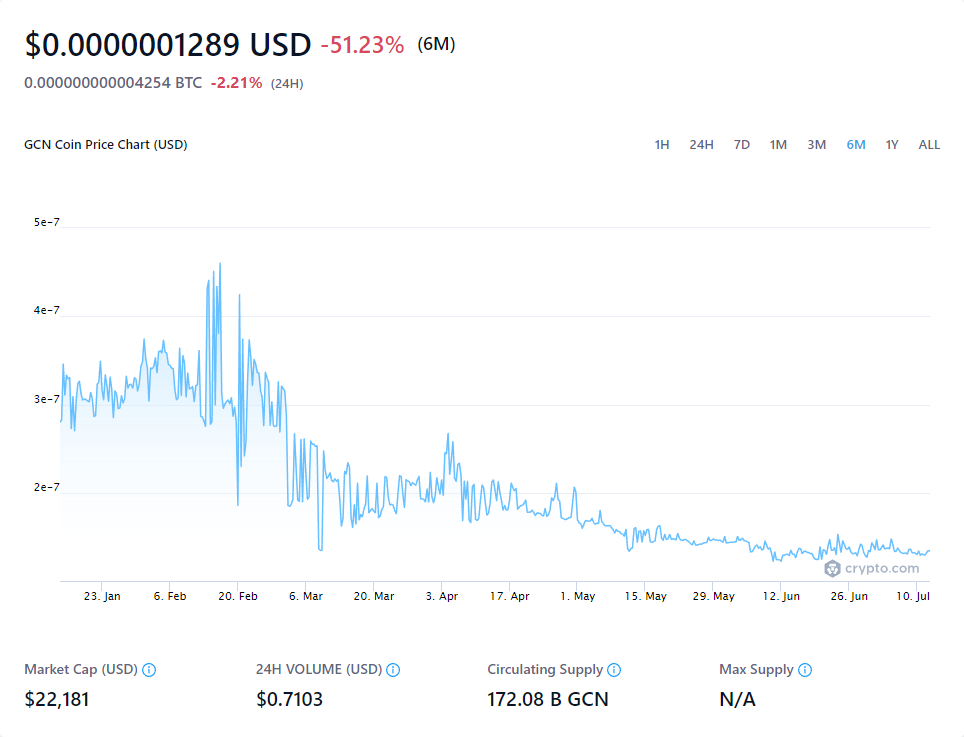 $0.0000001289 USD -51.23% (6M)
0.000000000004254 BTC -2.21% (24H)
GCN Coin Price Chart (USD) 1H 24H 7D 1M 3M 6M 1Y ALL
5e-7
4e-7
3e-7
2e-7
crypto.com
23. Jan 6. Feb 20. Feb 6. Mar 20. Mar 3. Apr 17. Apr 1. May 15. May 29. May 12. Jun 26. Jun 10. Jul
Market Cap (USD) 24H VOLUME (USD) Circulating Supply Max Supply
$22,181 $0.7103 172.08 B GCN N/A